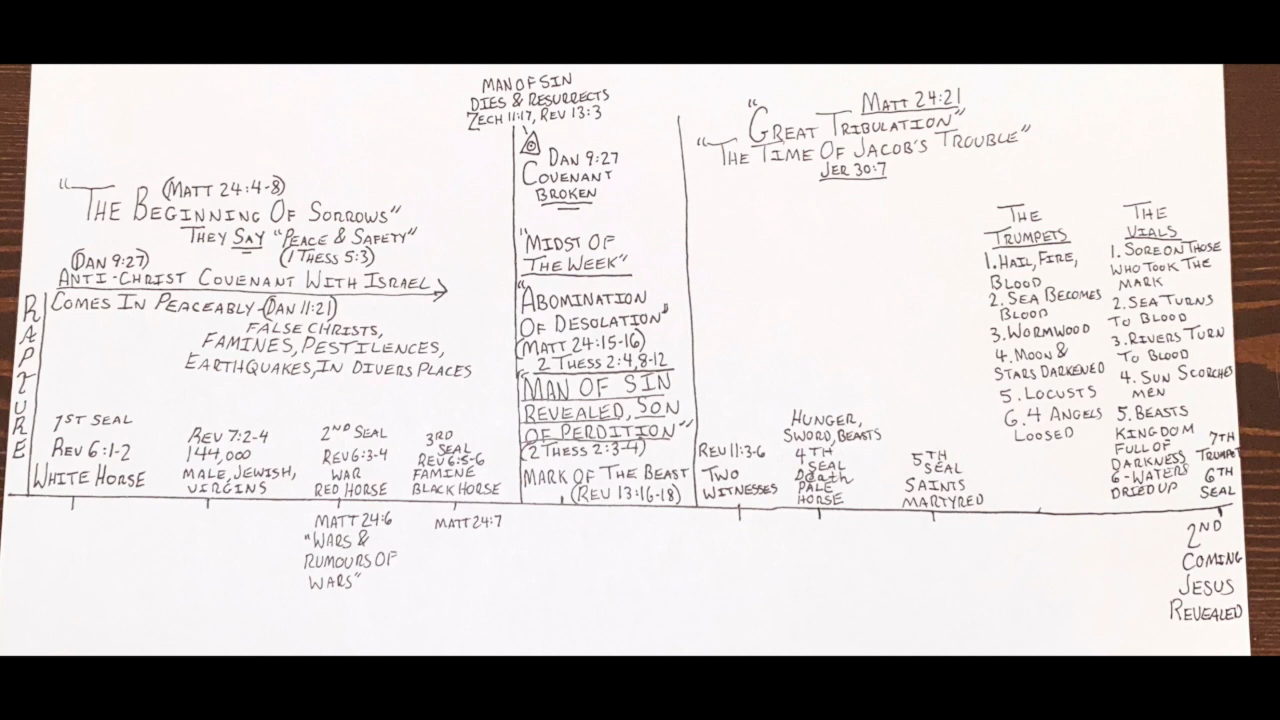 MAN OF SIN
DIES & RESURRECTS
ZECH 11:17, REV 13:3
(MATT 24:4-8)
"THE BEGINNING OF SORROWS"
THEY SAY "PEACE & SAFETY"
(1 THESS 5:3)
(DAN 9:27)
ANTI-CHRIST COVENANT WITH ISRAEL
COMES IN PEACEABLY (DAN 11:21)
FALSE CHRISTS,
FAMINES, PESTILENCES,
EARTHQUAKES, IN DIVERS PLACES
RAPTURE
1ST SEAL
REV 6:1-2
WHITE HORSE
REV 7:2-4
144,000
MALE, JEWISH,
VIRGINS
2ND SEAL
REV 6:3-4
WAR
RED HORSE
MATT 24:6
"WARS &
RUMOURS OF
WARS"
3RD
SEAL
REV 6:5-6
FAMINE
BLACK HORSE
MATT 24:7
DAN 9:27
COVENANT
BROKEN
"MIDST OF
THE WEEK"
"ABOMINATION
OF DESOLATION"
(MATT 24:15-16)
2 THESS 2:4,8-12
"MAN OF SIN
REVEALED, SON
OF PERDITION"
(2 THESS 2:3-4)
MARK OF THE BEAST
(REV 13:16-18)
MATT 24:21
"GREAT TRIBULATION"
"THE TIME OF JACOB'S TROUBLE"
JER 30:7
REV 11:3-6
TWO
WITNESSES
HUNGER,
SWORD, BEASTS
4TH
SEAL
Death
PALE
HORSE
5TH
SEAL
SAINTS
MARTYRED
THE
TRUMPETS
1. HAIL, FIRE,
BLOOD
2. SEA BECOMES
BLOOD
3. WORMWOOD
4. MOON &
STARS DARKENED
5. LOCUSTS
6. 4 ANGELS
LOOSED
THE
VIALS
1. SORE ON THOSE
WHO TOOK THE
MARK
2. SEA TURNS
TO BLOOD
3. RIVERS TURN
TO BLOOD
4. SUN SCORCHES
MEN
5. BEASTS
KINGDOM
FULL OF
DARKNESS
6-WATERS
DRIED UP
7TH
TRUMPET
6TH
SEAL
2ND
COMING
JESUS
REVEALED